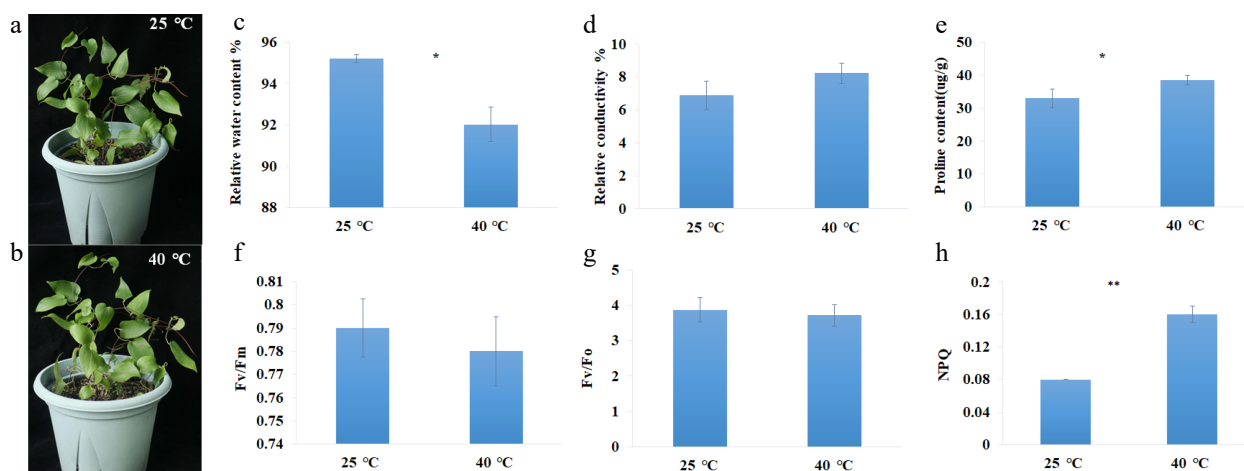 a
25 °C
b
40 °C
c
Relative water content %
96
94
92
90
88
*
25 °C
40 °C
d
Relative conductivity %
10
8
6
4
2
0
25 °C
40 °C
e
Proline content(ug/g)
50
40
30
20
10
0
*
25 °C
40 °C
f
Fv/Fm
0.81
0.8
0.79
0.78
0.77
0.76
0.75
0.74
25 °C
40 °C
g
Fv/Fo
5
4
3
2
1
0
25 °C
40 °C
h
NPQ
0.2
0.16
0.12
0.08
0.04
0
**
25 °C
40 °C